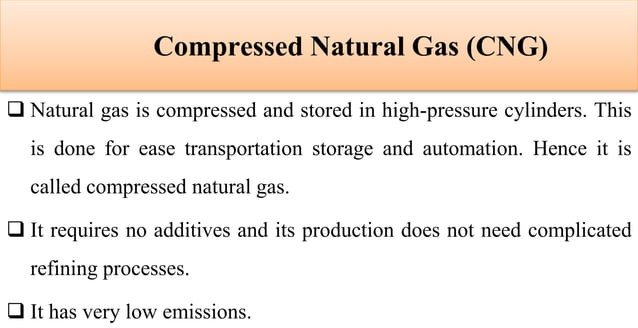 Compressed Natural Gas (CNG)
❑ Natural gas is compressed and stored in high-pressure cylinders. This
is done for ease transportation storage and automation. Hence it is
called compressed natural gas.
❑ It requires no additives and its production does not need complicated
refining processes.
❑ It has very low emissions.